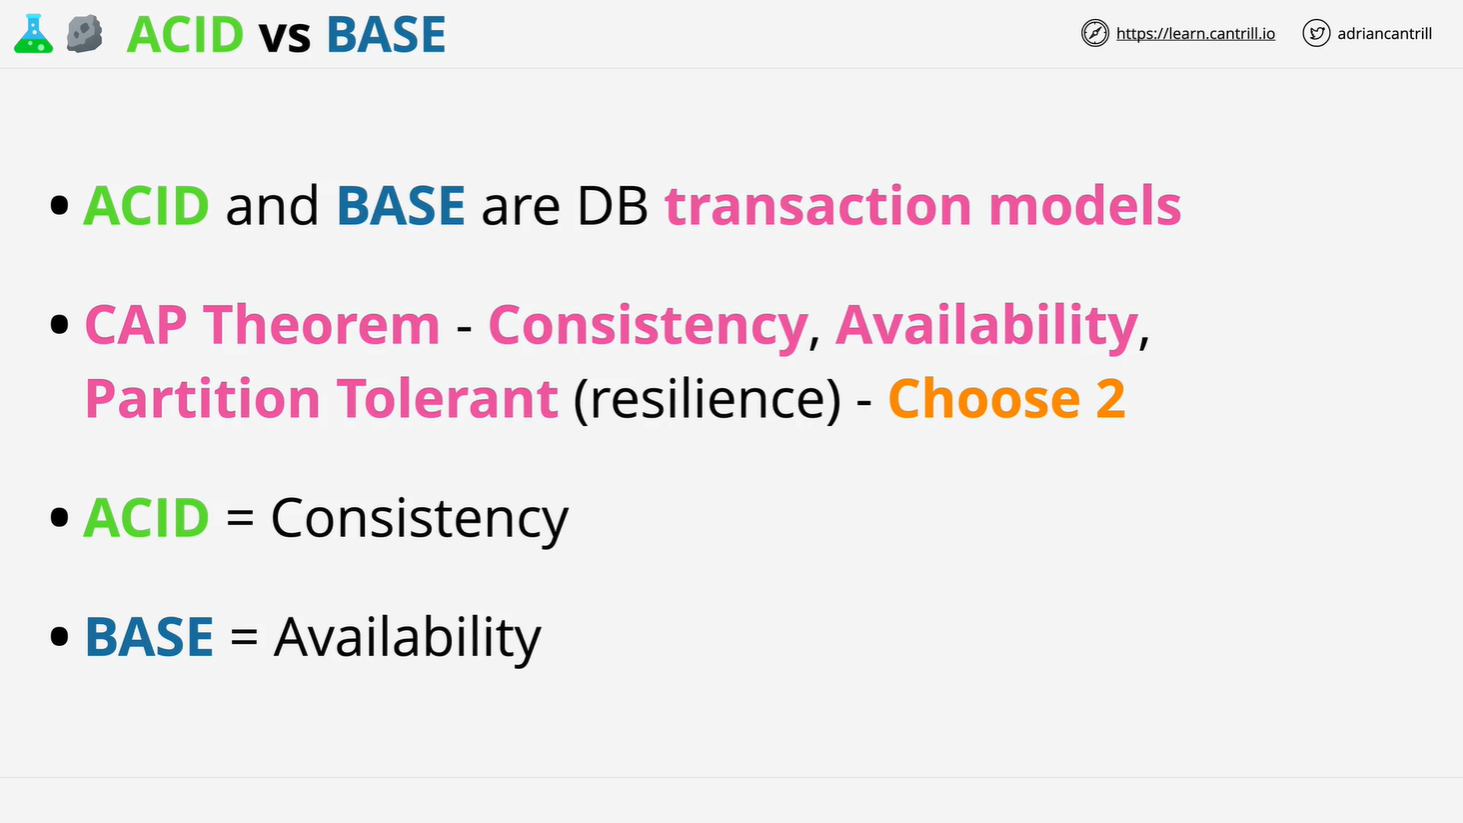 ACID vs BASE
https://learn.cantrill.io
adriancantrill
• ACID and BASE are DB transaction models
• CAP Theorem - Consistency, Availability,
Partition Tolerant (resilience) - Choose 2
• ACID = Consistency
• BASE = Availability